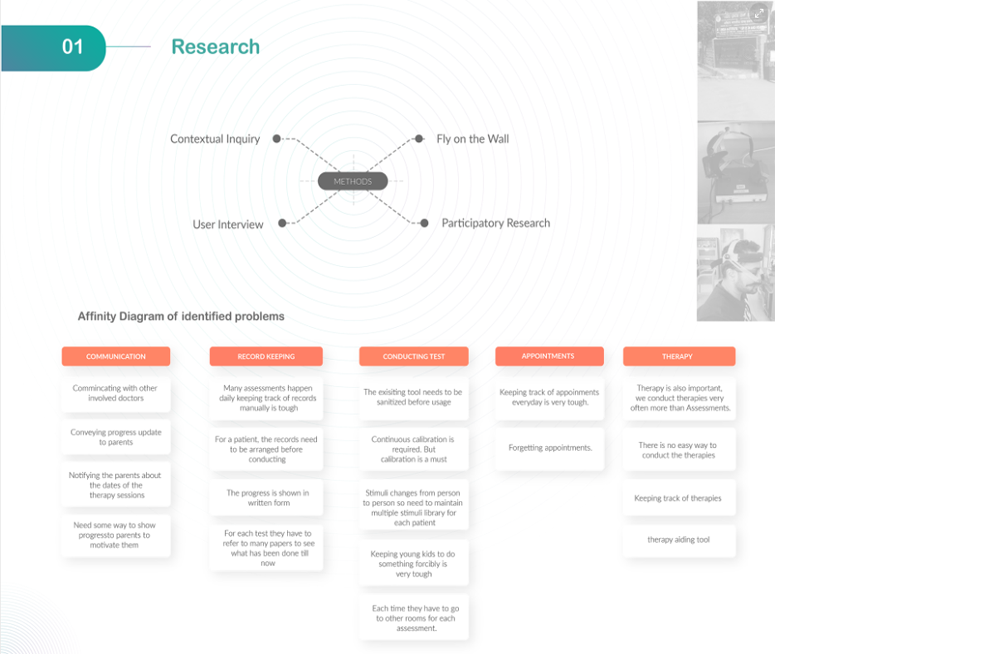 01
Research
Contextual Inquiry
Fly on the Wall
METHODS
User Interview
Participatory Research
Affinity Diagram of identified problems
COMMUNICATION
Commincating with other
involved doctors
Conveying progress update
to parents
Notifying the parents about
the dates of the
therapy sessions
Need some way to show
progressto parents to
motivate them
RECORD KEEPING
Many assessments happen
daily keeping track of records
manually is tough
For a patient, the records need
to be arranged before
conducting
The progress is shown in
written form
For each test they have to
refer to many papers to see
what has been done till
now
CONDUCTING TEST
The exisiting tool needs to be
sanitized before usage
Continuous calibration is
required. But
calibration is a must
Stimuli changes from person
to person so need to maintain
multiple stimuli library for
each patient
Keeping young kids to do
something forcibly is
very tough
Each time they have to go
to other rooms for each
assessment.
APPOINTMENTS
Keeping track of appoinments
everyday is very tough.
Forgetting appointments.
THERAPY
Therapy is also important,
we conduct therapies very
often more than Assessments.
There is no easy way to
conduct the therapies
Keeping track of therapies
therapy aiding tool